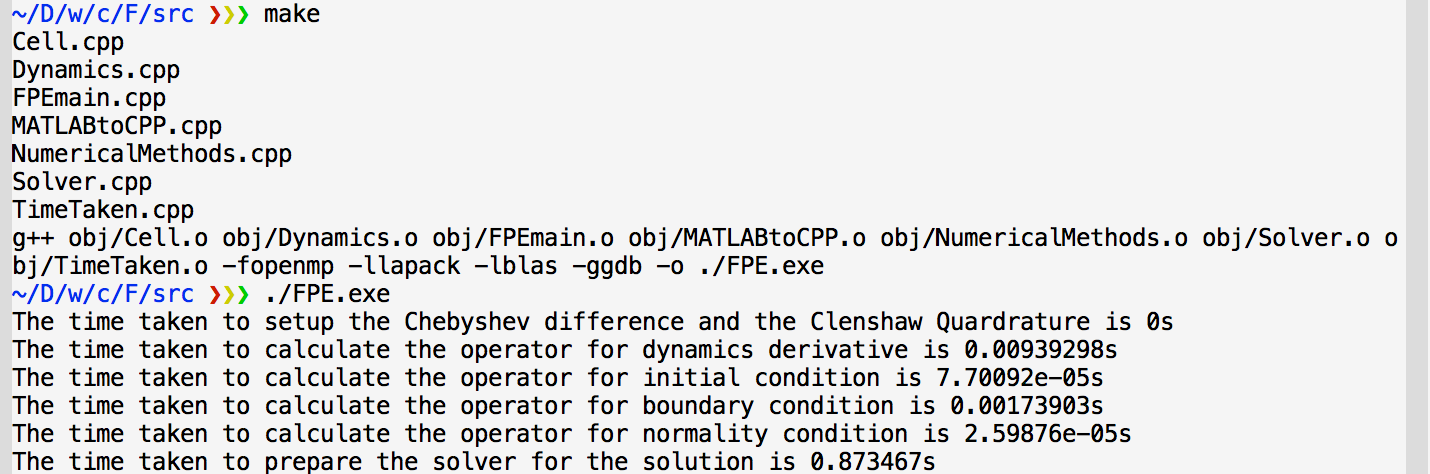 ~/D/w/c/F/src ❯❯❯ make
Cell.cpp
Dynamics.cpp
FPEmain.cpp
MATLABtoCPP.cpp
NumericalMethods.cpp
Solver.cpp
TimeTaken.cpp
g++ obj/Cell.o obj/Dynamics.o obj/FPEmain.o obj/MATLABtoCPP.o obj/NumericalMethods.o obj/Solver.o o
bj/TimeTaken.o -fopenmp -llapack -lblas -ggdb -o ./FPE.exe
~/D/w/c/F/src ❯❯❯ ./FPE.exe
The time taken to setup the Chebyshev difference and the Clenshaw Quardrature is 0s
The time taken to calculate the operator for dynamics derivative is 0.00939298s
The time taken to calculate the operator for initial condition is 7.70092e-05s
The time taken to calculate the operator for boundary condition is 0.00173903s
The time taken to calculate the operator for normality condition is 2.59876e-05s
The time taken to prepare the solver for the solution is 0.873467s